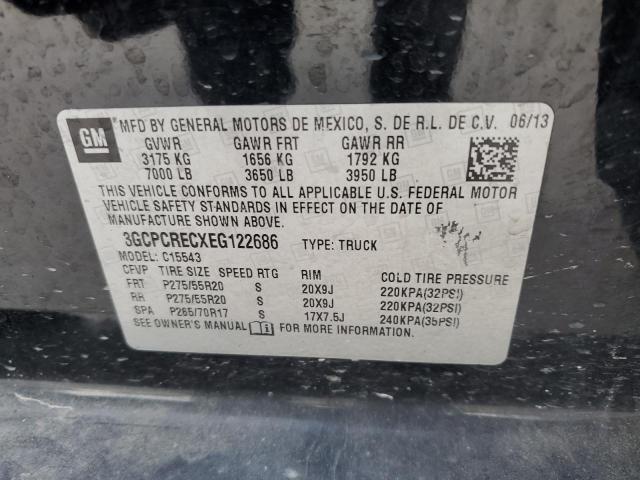 GM
MFD BY GENERAL MOTORS DE MEXICO, S. DE R.L. DE C.V. 06/13
GVWR GAWR FRT GAWR RR
3175 KG 1656 KG 1792 KG
7000 LB 3650 LB 3950 LB
THIS VEHICLE CONFORMS TO ALL APPLICABLE U.S. FEDERAL MOTOR
VEHICLE SAFETY STANDARDS IN EFFECT ON THE DATE OF
MANUFACTURE SHOWN ABOVE.
3GCPCRECXEG122686 TYPE: TRUCK
MODEL: C15543
CFVP TIRE SIZE SPEED RTG RIM COLD TIRE PRESSURE
FRT P275/55R20 S 20X9J 220KPA(32PSI)
RR P275/55R20 S 20X9J 220KPA(32PSI)
SPA P265/70R17 S 17X7.5J 240KPA(35PSI)
SEE OWNER'S MANUAL FOR MORE INFORMATION.